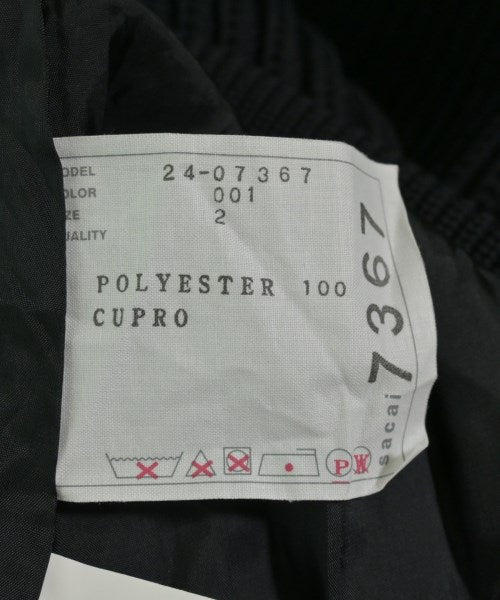 ODEL 24-07367
OLOR 001
ZE 2
UALITY
POLYESTER 100
CUPRO
P W
sacai 7367